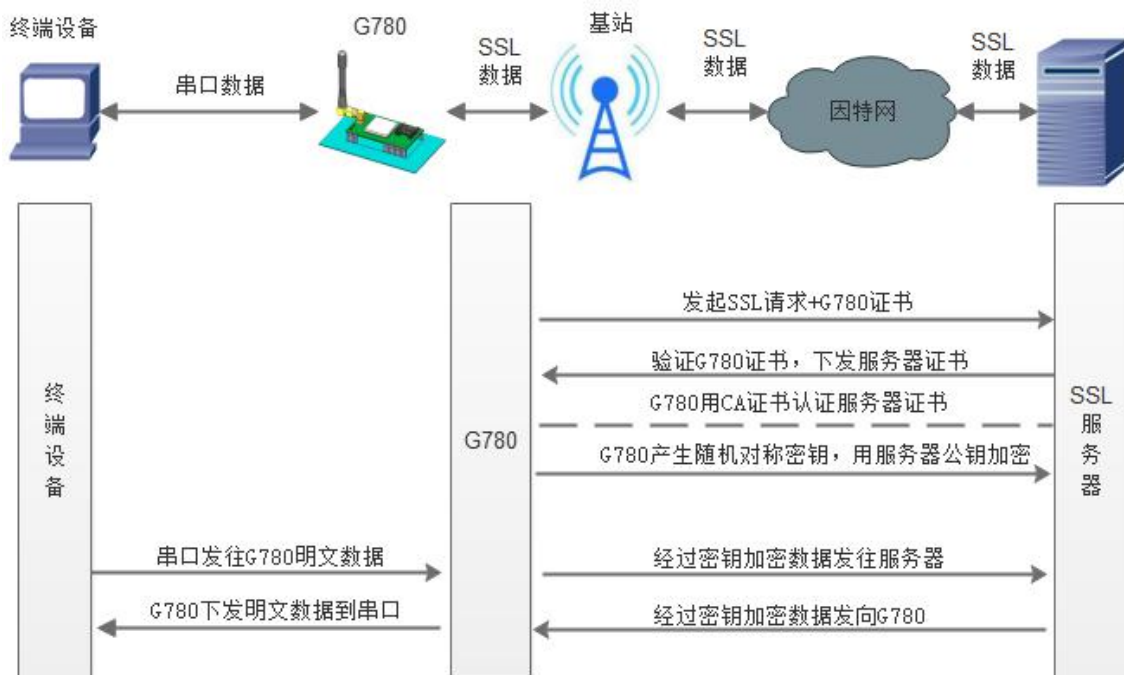 终端设备
G780
基站
串口数据
SSL
数据
SSL
数据
因特网
SSL
数据
终端设备
G780
SSL
服务器
发起SSL请求+G780证书
验证G780证书，下发服务器证书
G780用CA证书认证服务器证书
G780产生随机对称密钥，用服务器公钥加密
串口发往G780明文数据
经过密钥加密数据发往服务器
G780下发明文数据到串口
经过密钥加密数据发向G780